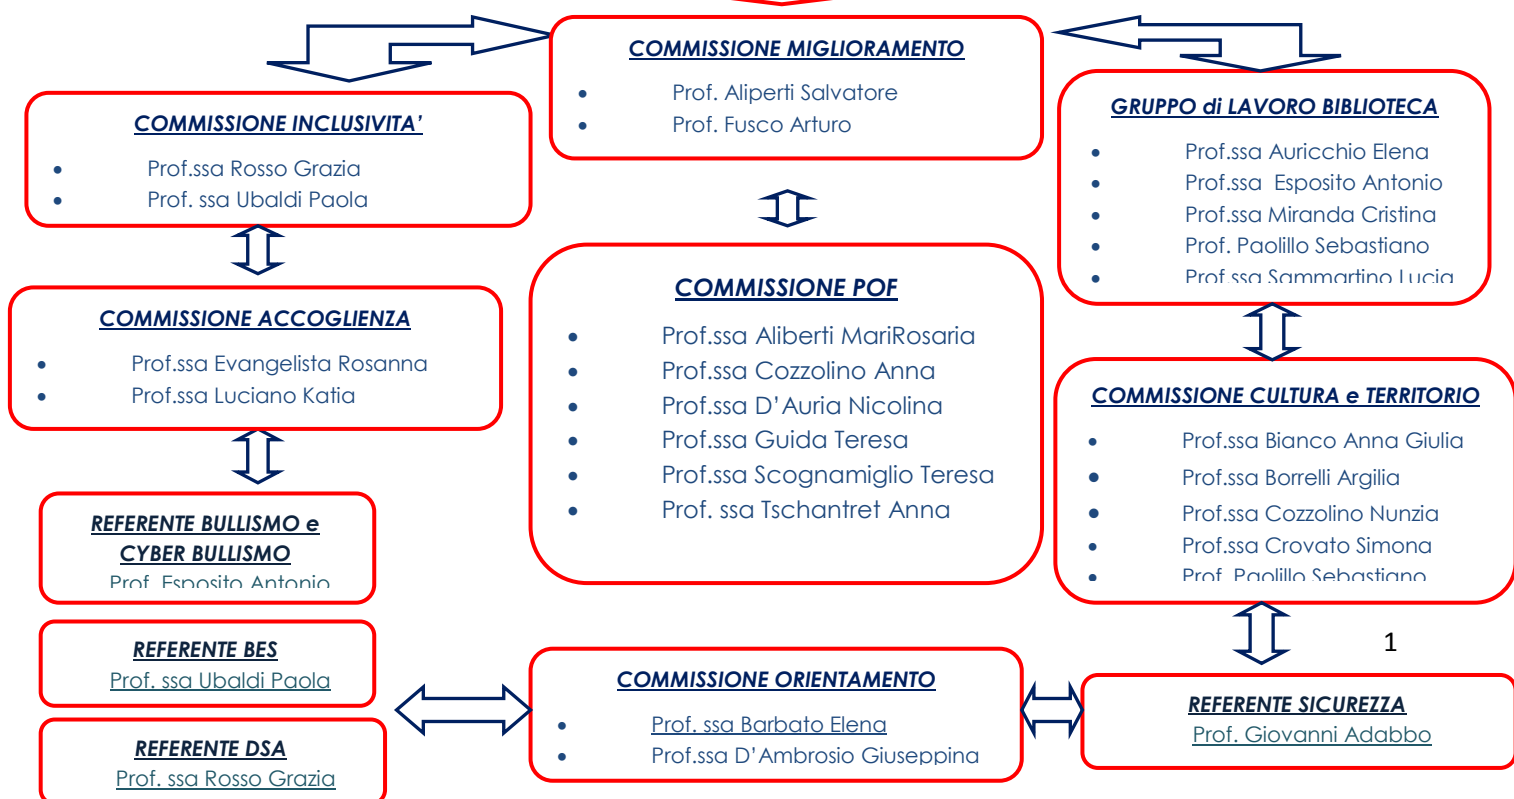 COMMISSIONE MIGLIORAMENTO
• Prof. Aliperti Salvatore
• Prof. Fusco Arturo
COMMISSIONE INCLUSIVITA’
• Prof.ssa Rosso Grazia
• Prof. ssa Ubaldi Paola
GRUPPO di LAVORO BIBLIOTECA
• Prof.ssa Auricchio Elena
• Prof.ssa Esposito Antonio
• Prof.ssa Miranda Cristina
• Prof. Paolillo Sebastiano
• Prof.ssa Sammartino Lucia
COMMISSIONE ACCOGLIENZA
• Prof.ssa Evangelista Rosanna
• Prof.ssa Luciano Katia
COMMISSIONE POF
• Prof.ssa Aliberti MariRosaria
• Prof.ssa Cozzolino Anna
• Prof.ssa D’Auria Nicolina
• Prof.ssa Guida Teresa
• Prof.ssa Scognamiglio Teresa
• Prof. ssa Tschantret Anna
COMMISSIONE CULTURA e TERRITORIO
• Prof.ssa Bianco Anna Giulia
• Prof.ssa Borrelli Argilia
• Prof.ssa Cozzolino Nunzia
• Prof.ssa Crovato Simona
• Prof. Paolillo Sebastiano
REFERENTE BULLISMO e
CYBER BULLISMO
Prof. Esposito Antonio
REFERENTE BES
Prof. ssa Ubaldi Paola
REFERENTE DSA
Prof. ssa Rosso Grazia
COMMISSIONE ORIENTAMENTO
• Prof. ssa Barbato Elena
• Prof.ssa D’Ambrosio Giuseppina
1
REFERENTE SICUREZZA
Prof. Giovanni Adabbo